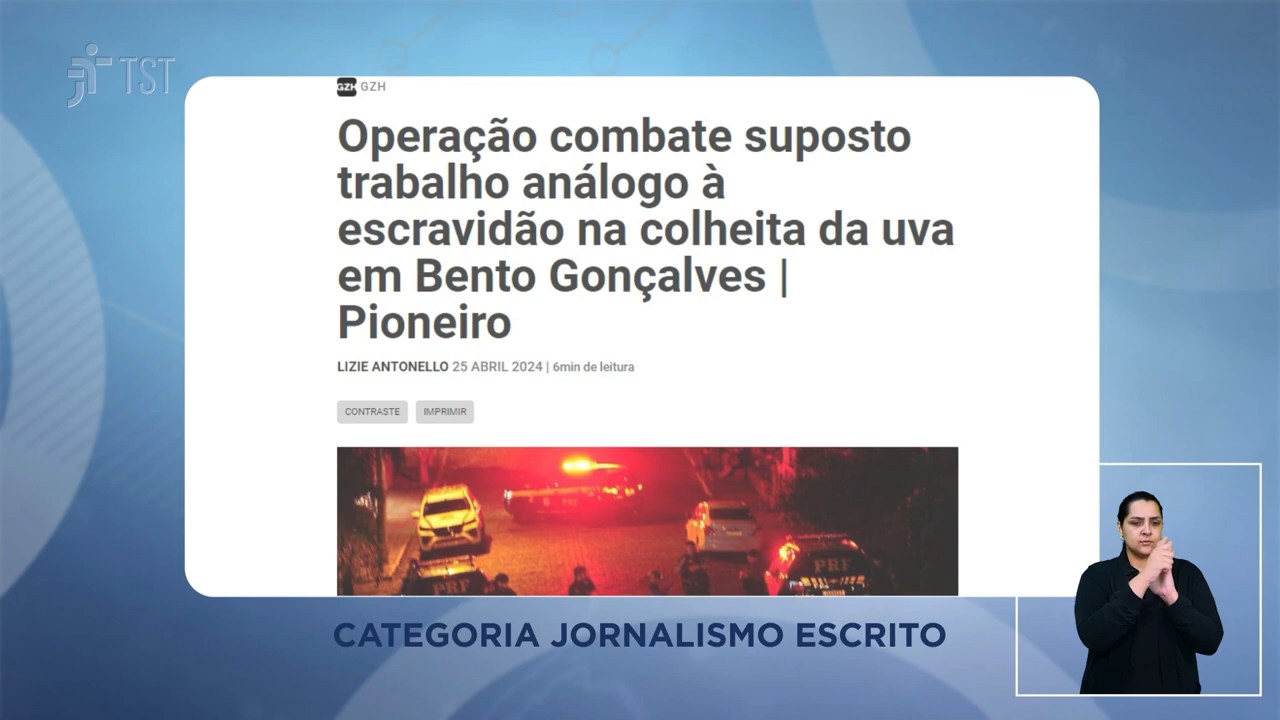 TST
GZH GZH
Operação combate suposto
trabalho análogo à
escravidão na colheita da uva
em Bento Gonçalves |
Pioneiro
LIZIE ANTONELLO 25 ABRIL 2024 | 6min de leitura
CONTRASTE IMPRIMIR
PRF
PRF
CATEGORIA JORNALISMO ESCRITO